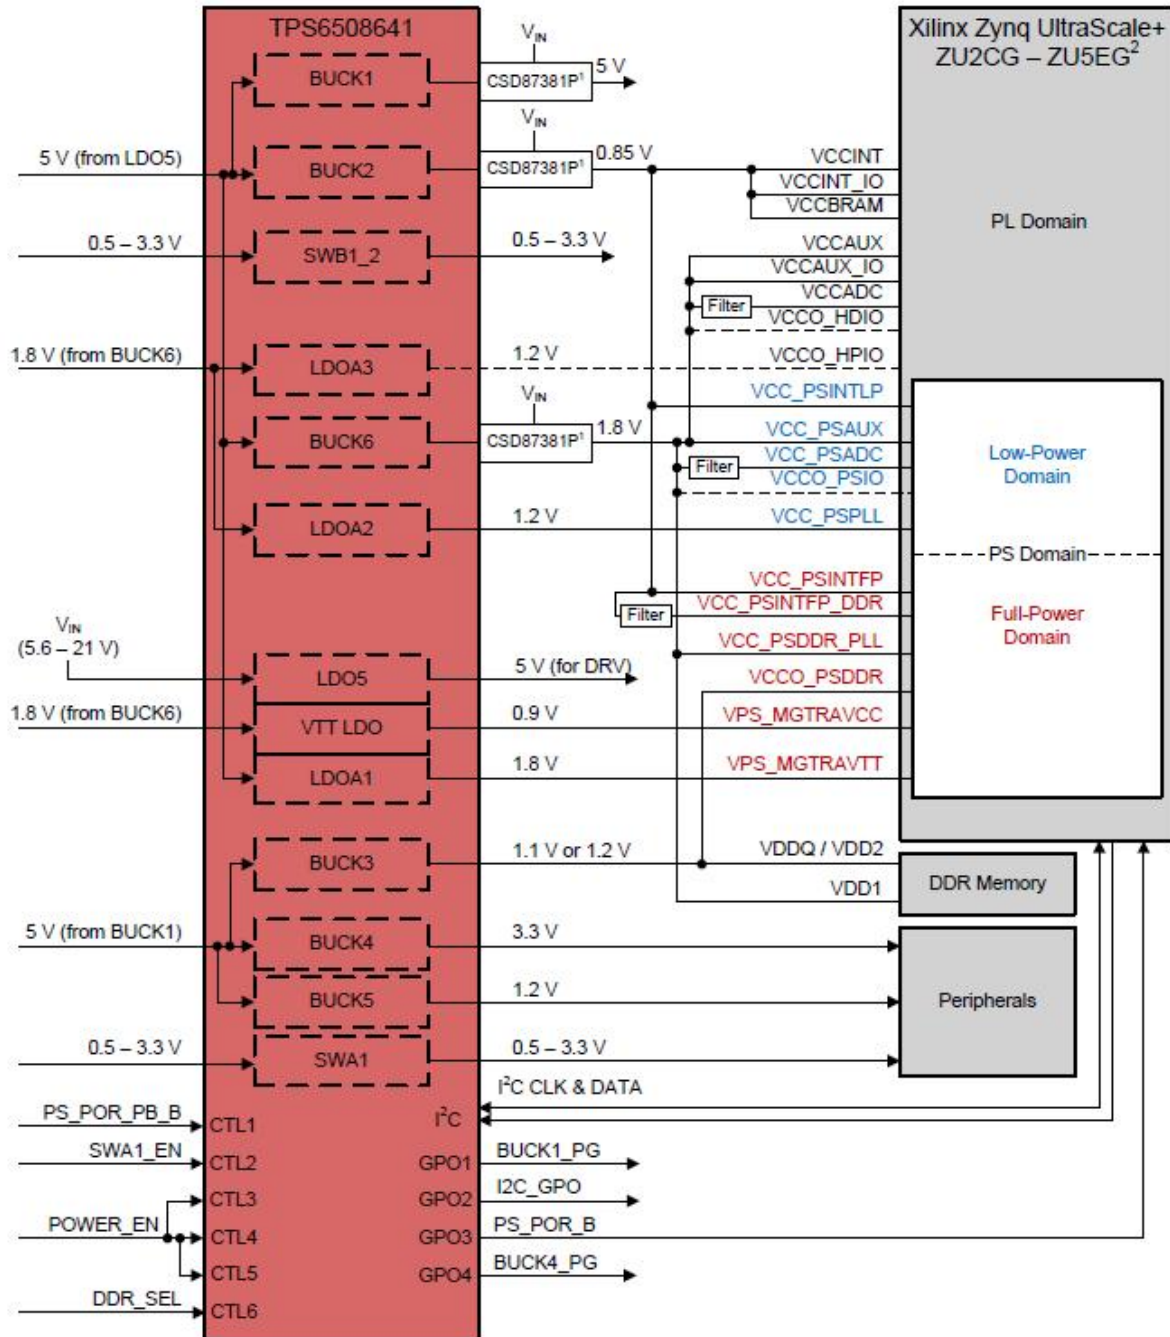 TPS6508641
Xilinx Zynq UltraScale+
ZU2CG – ZU5EG²
V_IN
BUCK1
CSD87381P¹
5 V
V_IN
5 V (from LDO5)
BUCK2
CSD87381P¹
0.85 V
VCCINT
VCCINT_IO
VCCBRAM
PL Domain
0.5 – 3.3 V
SWB1_2
0.5 – 3.3 V
VCCAUX
VCCAUX_IO
Filter
VCCADC
VCCO_HDIO
1.8 V (from BUCK6)
LDOA3
1.2 V
VCCO_HPIO
V_IN
VCC_PSINTLP
BUCK6
CSD87381P¹
1.8 V
VCC_PSAUX
Filter
VCC_PSADC
VCCO_PSIO
Low-Power
Domain
LDOA2
1.2 V
VCC_PSPLL
PS Domain
VCC_PSINTFP
Filter
VCC_PSINTFP_DDR
Full-Power
Domain
VCC_PSDDR_PLL
V_IN
(5.6 – 21 V)
LDO5
5 V (for DRV)
VCCO_PSDDR
1.8 V (from BUCK6)
VTT LDO
0.9 V
VPS_MGTRAVCC
LDOA1
1.8 V
VPS_MGTRAVTT
BUCK3
1.1 V or 1.2 V
VDDQ / VDD2
VDD1
DDR Memory
5 V (from BUCK1)
BUCK4
3.3 V
BUCK5
1.2 V
Peripherals
0.5 – 3.3 V
SWA1
0.5 – 3.3 V
I²C CLK & DATA
PS_POR_PB_B
CTL1
I²C
SWA1_EN
CTL2
GPO1
BUCK1_PG
CTL3
GPO2
I2C_GPO
POWER_EN
CTL4
GPO3
PS_POR_B
CTL5
GPO4
BUCK4_PG
DDR_SEL
CTL6